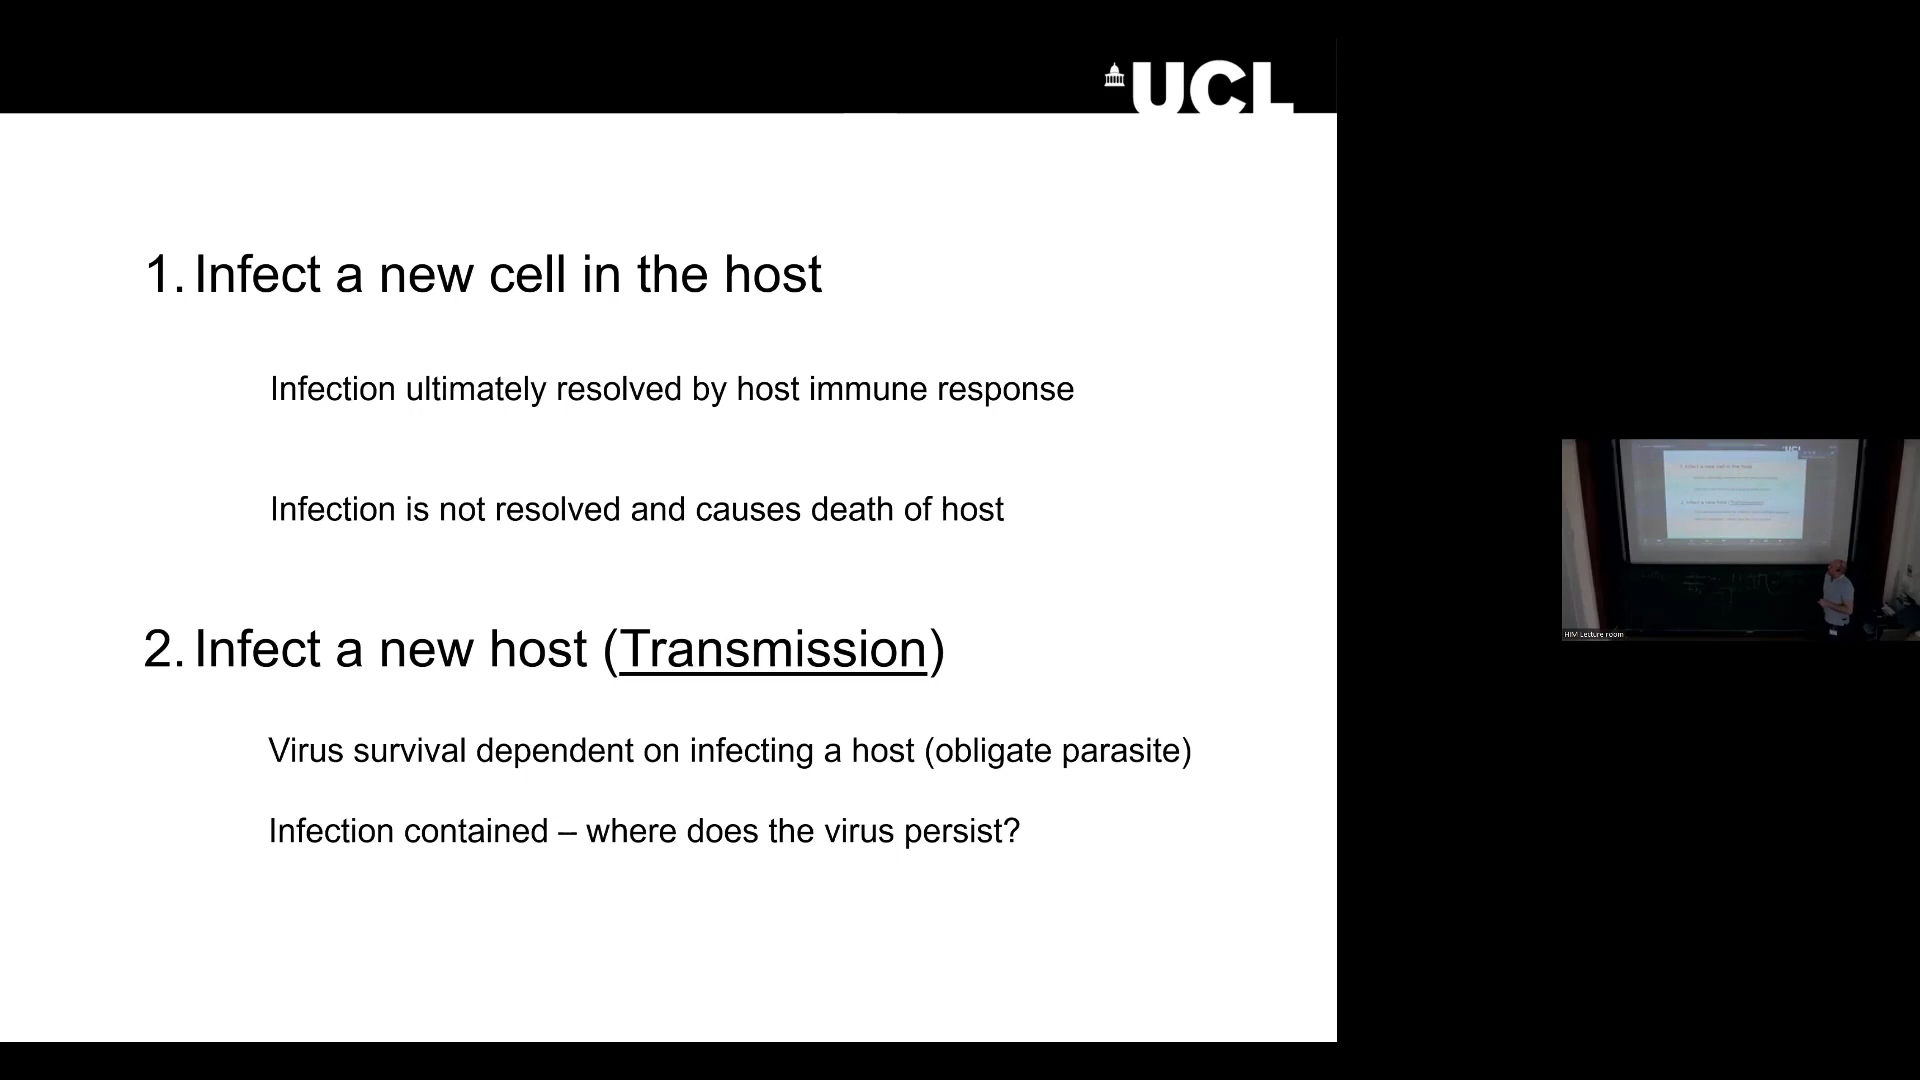 UCL
1. Infect a new cell in the host
Infection ultimately resolved by host immune response
Infection is not resolved and causes death of host
2. Infect a new host (Transmission)
Virus survival dependent on infecting a host (obligate parasite)
Infection contained – where does the virus persist?
HIM Lecture room